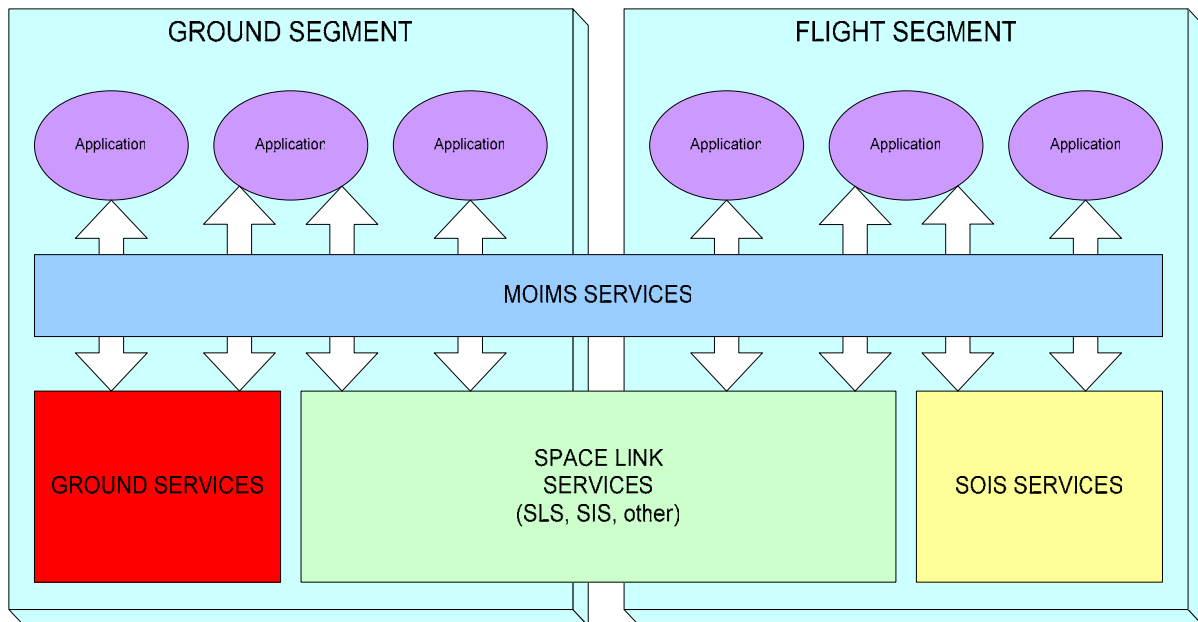 GROUND SEGMENT
FLIGHT SEGMENT
Application
Application
Application
Application
Application
Application
MOIMS SERVICES
GROUND SERVICES
SPACE LINK
SERVICES
(SLS, SIS, other)
SOIS SERVICES